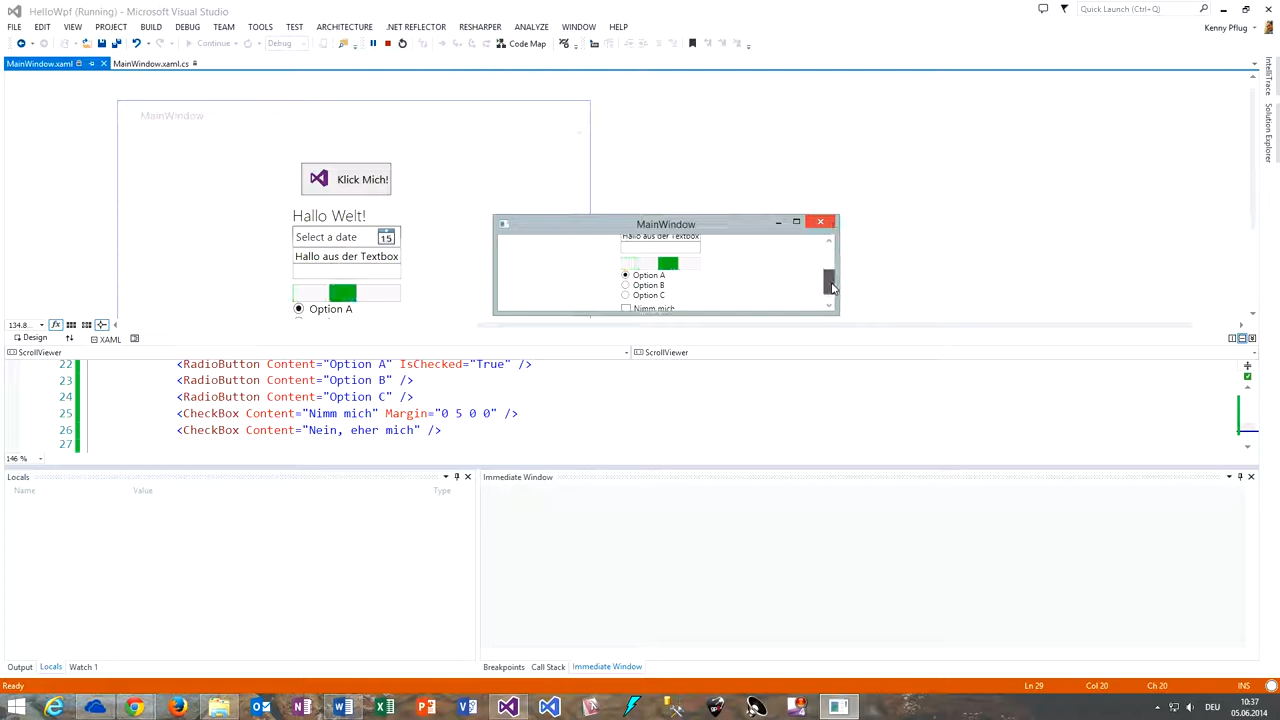 HelloWpf (Running) - Microsoft Visual Studio
Quick Launch (Ctrl+Q)
FILE EDIT VIEW PROJECT BUILD DEBUG TEAM TOOLS TEST ARCHITECTURE .NET REFLECTOR RESHARPER ANALYZE WINDOW HELP
Kenny Pflug
Continue Debug Code Map
MainWindow.xaml MainWindow.xaml.cs
IntelliTrace
Solution Explorer
MainWindow
Klick Mich!
Hallo Welt!
Select a date 15
Hallo aus der Textbox
Option A
MainWindow
Hallo aus der Textbox
Option A
Option B
Option C
Nimm mich
134.8...
Design XAML
ScrollViewer ScrollViewer
22 <RadioButton Content="Option A" IsChecked="True" />
23 <RadioButton Content="Option B" />
24 <RadioButton Content="Option C" />
25 <CheckBox Content="Nimm mich" Margin="0 5 0 0" />
26 <CheckBox Content="Nein, eher mich" />
27
146 %
Locals
Name Value Type
Immediate Window
Output Locals Watch 1
Breakpoints Call Stack Immediate Window
Ready Ln 29 Col 20 Ch 20 INS
DEU
10:37
05.06.2014